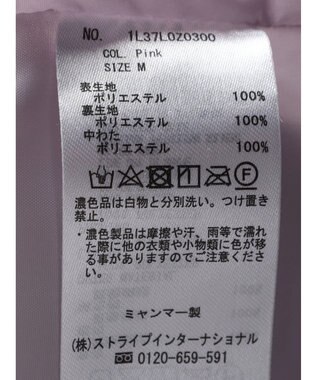 NO. 1L37L0Z0300
COL. Pink
SIZE M
表生地
ポリエステル 100%
裏生地
ポリエステル 100%
中わた
ポリエステル 100%
濃色品は白物と分別洗い。つけ置き
禁止。
・濃色製品は摩擦や汗、雨等で濡れ
た際に他の衣類や小物類に色が移
る事がありますのでご注意くださ
い。
ミャンマー製
(株)ストライプインターナショナル
0120-659-591